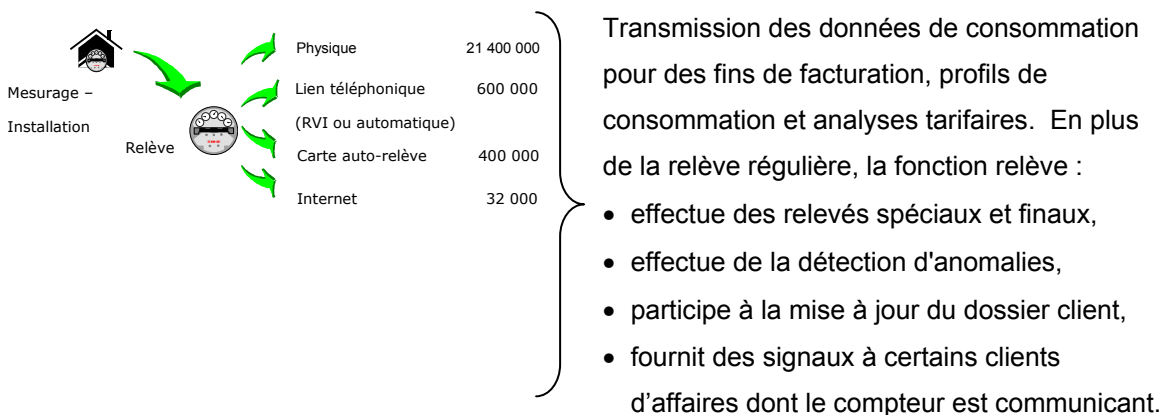 Mesurage –
Installation
Relève
Physique 21 400 000
Lien téléphonique 600 000
(RVI ou automatique)
Carte auto-relève 400 000
Internet 32 000
Transmission des données de consommation
pour des fins de facturation, profils de
consommation et analyses tarifaires. En plus
de la relève régulière, la fonction relève :
• effectue des relevés spéciaux et finaux,
• effectue de la détection d'anomalies,
• participe à la mise à jour du dossier client,
• fournit des signaux à certains clients
d’affaires dont le compteur est communicant.